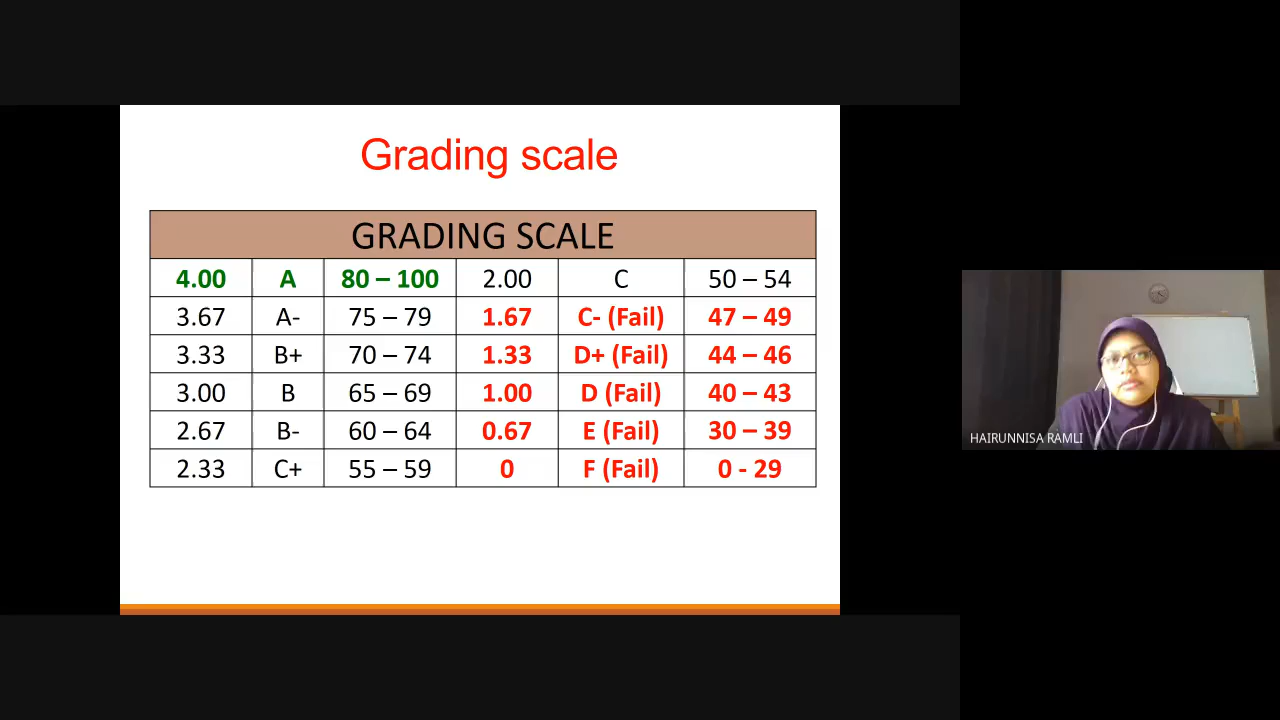 Grading scale
GRADING SCALE
4.00 A 80 – 100 2.00 C 50 – 54
3.67 A- 75 – 79 1.67 C- (Fail) 47 – 49
3.33 B+ 70 – 74 1.33 D+ (Fail) 44 – 46
3.00 B 65 – 69 1.00 D (Fail) 40 – 43
2.67 B- 60 – 64 0.67 E (Fail) 30 – 39
2.33 C+ 55 – 59 0 F (Fail) 0 - 29
HAIRUNNISA RAMLI